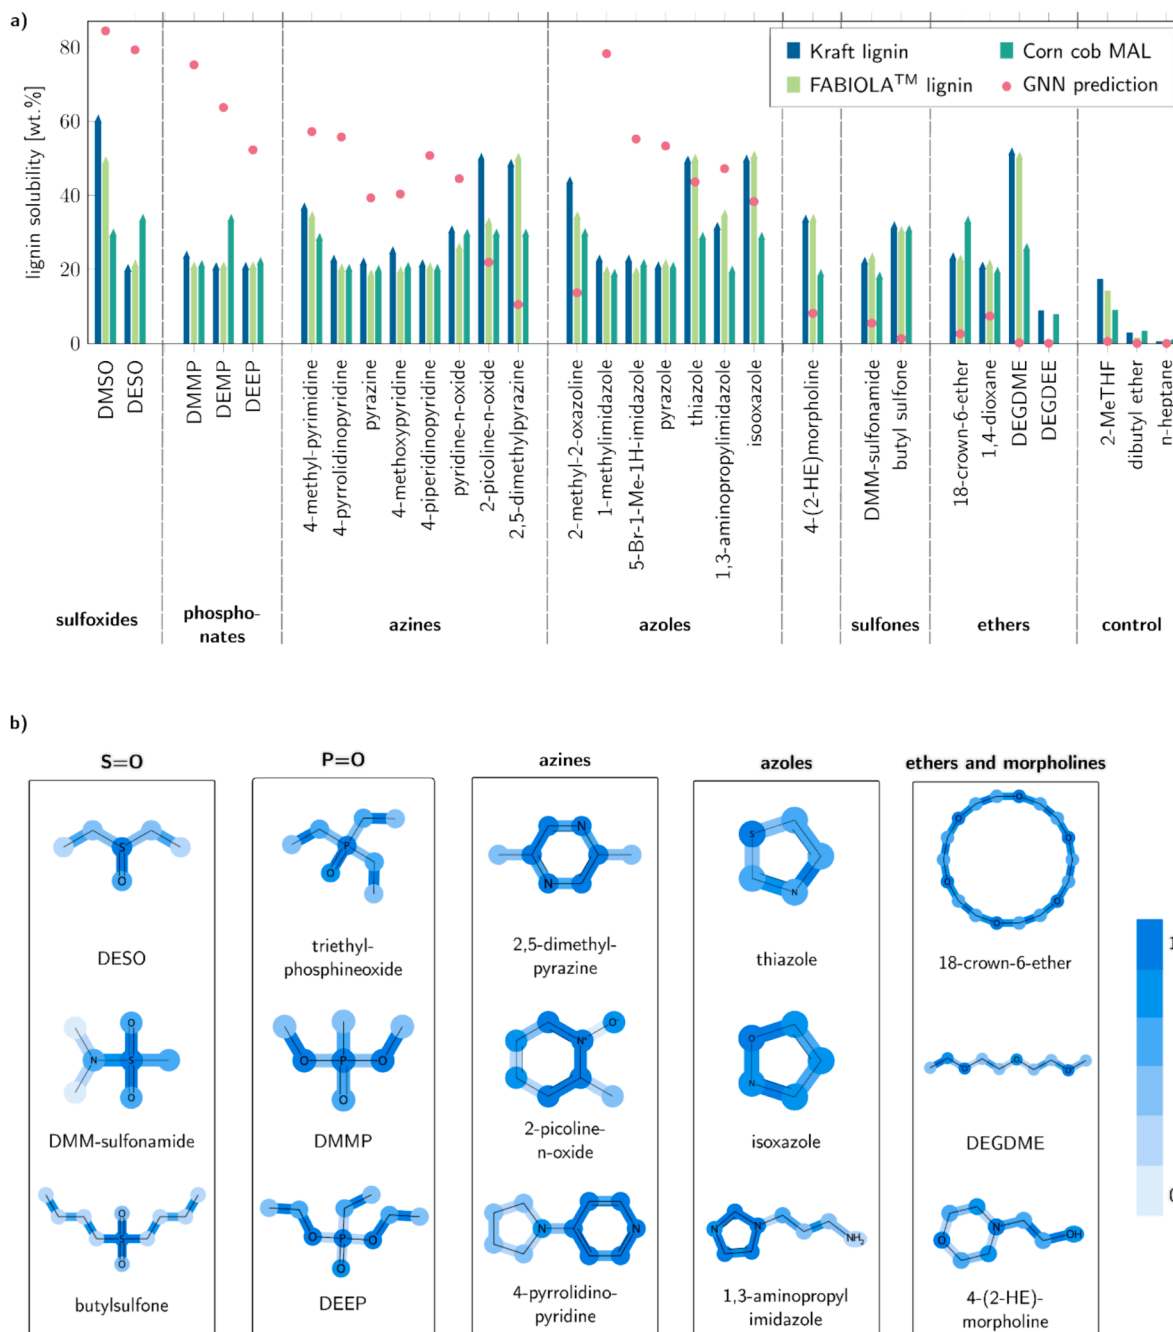 a)
80
60
40
20
0
lignin solubility [wt.%]
Kraft lignin
FABIOLA™ lignin
Corn cob MAL
GNN prediction
DMSO
DESO
DMMP
DEMP
DEEP
4-methyl-pyrimidine
4-pyrrolidinopyridine
pyrazine
4-methoxypyridine
4-piperidinopyridine
pyridine-n-oxide
2-picoline-n-oxide
2,5-dimethylpyrazine
2-methyl-2-oxazoline
1-methylimidazole
5-Br-1-Me-1H-imidazole
pyrazole
thiazole
1,3-aminopropylimidazole
isooxazole
4-(2-HE)morpholine
DMM-sulfonamide
butyl sulfone
18-crown-6-ether
1,4-dioxane
DEGDME
DEGDEE
2-MeTHF
dibutyl ether
n-heptane
sulfoxides
phospho-
nates
azines
azoles
sulfones
ethers
control
b)
S=O
P=O
azines
azoles
ethers and morpholines
S
O
DESO
P
O
triethyl-
phosphineoxide
N
N
2,5-dimethyl-
pyrazine
S
N
thiazole
O
O
O
O
O
O
18-crown-6-ether
1
O
N
S
O
DMM-sulfonamide
O
P
O
O
DMMP
O⁻
N⁺
2-picoline-
n-oxide
O
N
isoxazole
O
O
O
DEGDME
0
O
S
O
butylsulfone
O
P
O
O
DEEP
N
N
4-pyrrolidino-
pyridine
N
N
NH₂
1,3-aminopropyl
imidazole
N
O
OH
4-(2-HE)-
morpholine